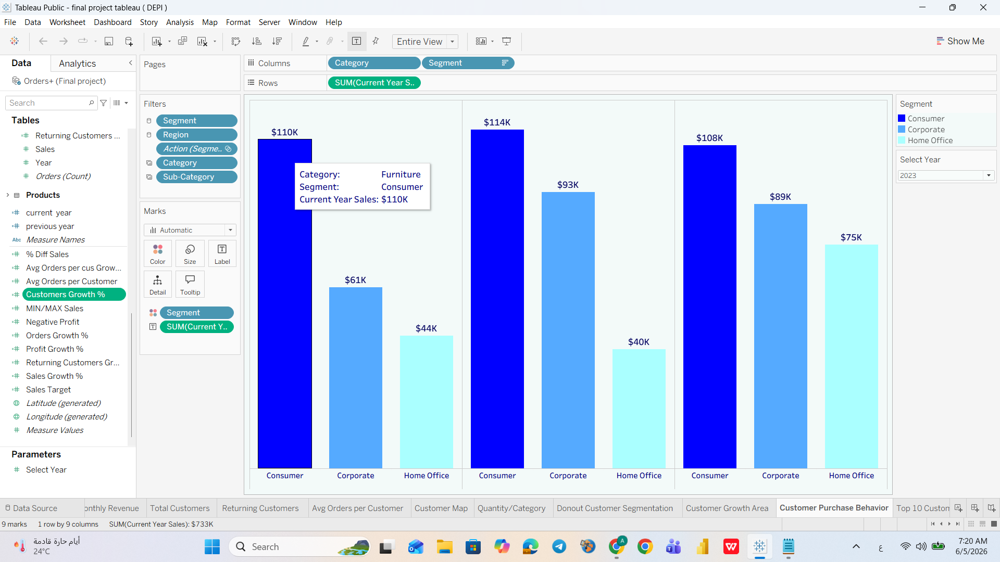 Tableau Public - final project tableau ( DEPI )
File Data Worksheet Dashboard Story Analysis Map Format Server Window Help
Entire View
Show Me
Data Analytics
Orders+ (Final project)
Search
Tables
Returning Customers ...
Sales
Year
Orders (Count)
Products
current year
previous year
Abc Measure Names
% Diff Sales
Avg Orders per cus Grow...
Avg Orders per Customer
Customers Growth %
MIN/MAX Sales
Negative Profit
Orders Growth %
Profit Growth %
Returning Customers Gr...
Sales Growth %
Sales Target
Latitude (generated)
Longitude (generated)
Measure Values
Parameters
Select Year
Pages
Filters
Segment
Region
Action (Segme..
Category
Sub-Category
Marks
Automatic
Color Size Label
Detail Tooltip
Segment
SUM(Current Y..
Columns Category Segment
Rows SUM(Current Year S..
$110K
$61K
$44K
$114K
$93K
$40K
$108K
$89K
$75K
Category: Furniture
Segment: Consumer
Current Year Sales: $110K
Consumer Corporate Home Office Consumer Corporate Home Office Consumer Corporate Home Office
Segment
Consumer
Corporate
Home Office
Select Year
2023
Data Source onthly Revenue Total Customers Returning Customers Avg Orders per Customer Customer Map Quantity/Category Donout Customer Segmentation Customer Growth Area Customer Purchase Behavior Top 10 Custom
9 marks 1 row by 9 columns SUM(Current Year Sales): $733K
أيام حارة قادمة
24°C
Search
ع
7:20 AM
6/5/2026